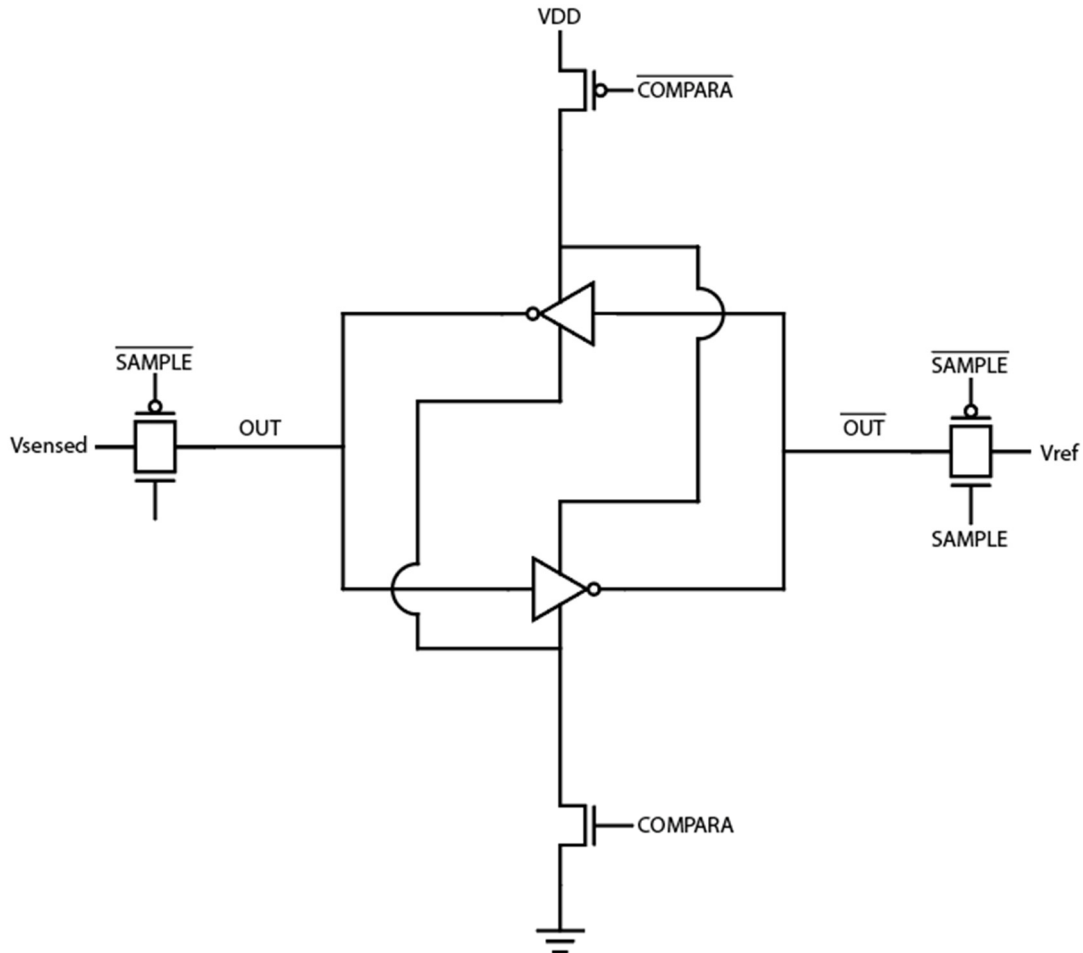 VDD
COMPARA
SAMPLE
SAMPLE
Vsensed
OUT
OUT
Vref
SAMPLE
COMPARA